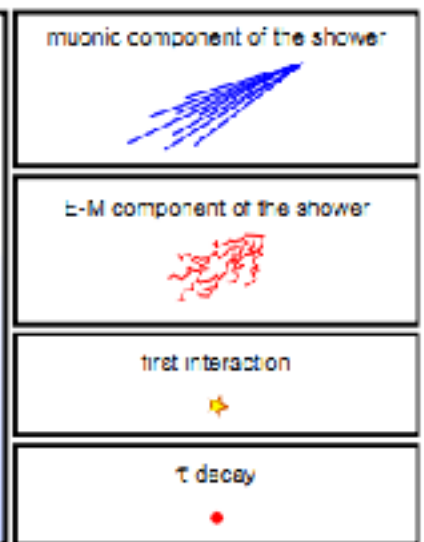 muonic component of the shower
E-M component of the shower
first interaction
τ decay